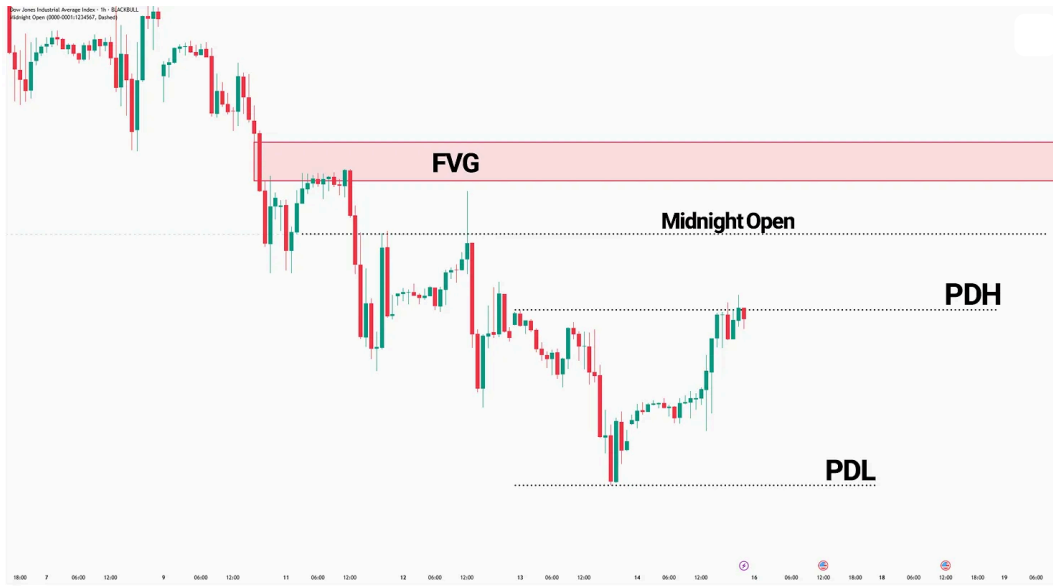 Dow Jones Industrial Average Index · 1h · BLACKBULL
Midnight Open (0000-0001:1234567, Dashed)
FVG
Midnight Open
PDH
PDL
18:00 7 06:00 12:00 9 06:00 12:00 11 06:00 12:00 12 06:00 12:00 13 06:00 12:00 14 06:00 12:00 16 12:00 18:00 18 06:00 12:00 18:00 19 06:00